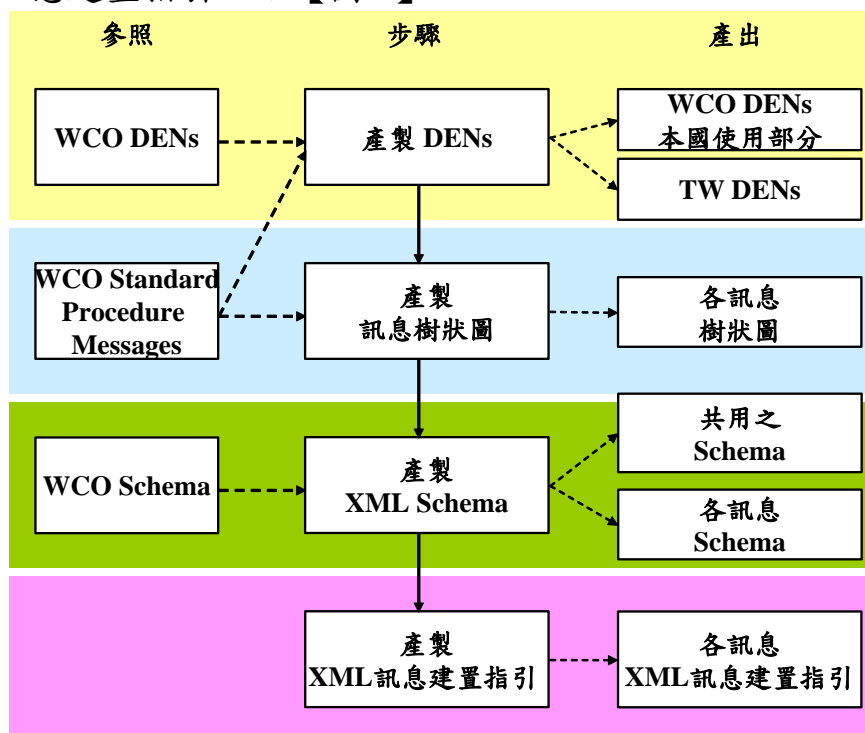 參照
步驟
產出
WCO DENs
產製 DENs
WCO DENs
本國使用部分
TW DENs
WCO Standard
Procedure
Messages
產製
訊息樹狀圖
各訊息
樹狀圖
WCO Schema
產製
XML Schema
共用之
Schema
各訊息
Schema
產製
XML訊息建置指引
各訊息
XML訊息建置指引